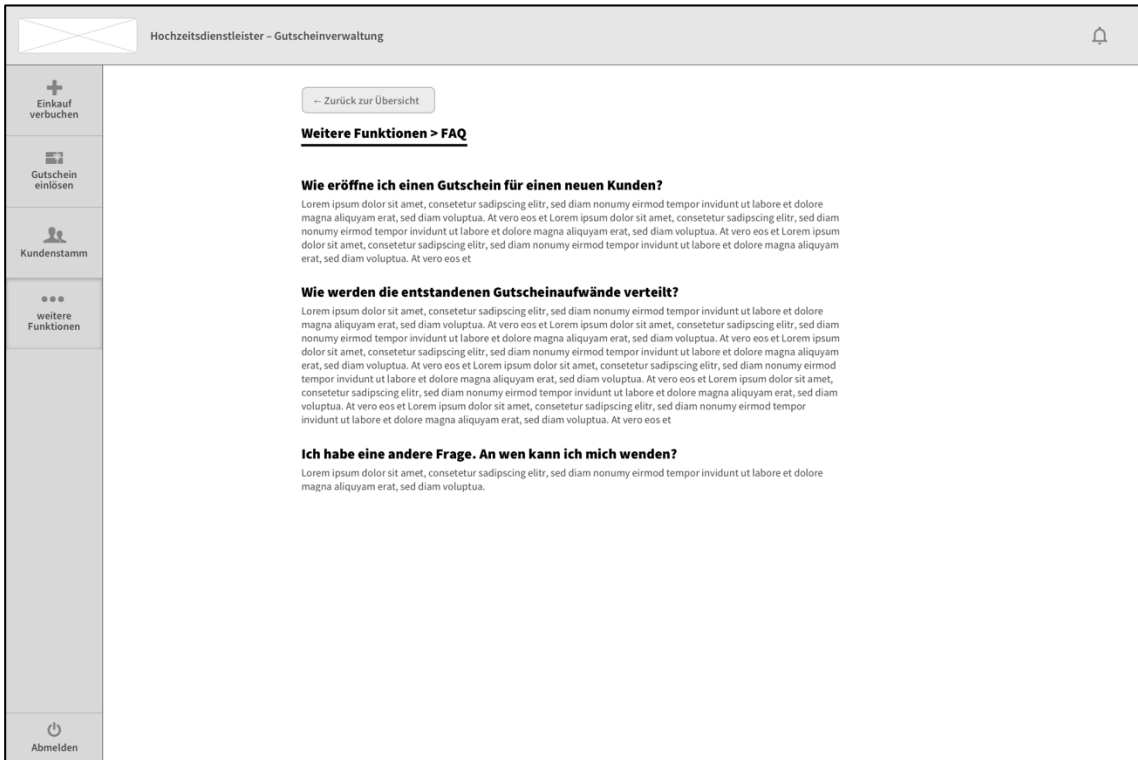 Hochzeitsdienstleister – Gutscheinverwaltung
Einkauf
verbuchen
Gutschein
einlösen
Kundenstamm
weitere
Funktionen
Abmelden
← Zurück zur Übersicht
Weitere Funktionen > FAQ
Wie eröffne ich einen Gutschein für einen neuen Kunden?
Lorem ipsum dolor sit amet, consetetur sadipscing elitr, sed diam nonumy eirmod tempor invidunt ut labore et dolore
magna aliquyam erat, sed diam voluptua. At vero eos et Lorem ipsum dolor sit amet, consetetur sadipscing elitr, sed diam
nonumy eirmod tempor invidunt ut labore et dolore magna aliquyam erat, sed diam voluptua. At vero eos et Lorem ipsum
dolor sit amet, consetetur sadipscing elitr, sed diam nonumy eirmod tempor invidunt ut labore et dolore magna aliquyam
erat, sed diam voluptua. At vero eos et
Wie werden die entstandenen Gutscheinaufwände verteilt?
Lorem ipsum dolor sit amet, consetetur sadipscing elitr, sed diam nonumy eirmod tempor invidunt ut labore et dolore
magna aliquyam erat, sed diam voluptua. At vero eos et Lorem ipsum dolor sit amet, consetetur sadipscing elitr, sed diam
nonumy eirmod tempor invidunt ut labore et dolore magna aliquyam erat, sed diam voluptua. At vero eos et Lorem ipsum
dolor sit amet, consetetur sadipscing elitr, sed diam nonumy eirmod tempor invidunt ut labore et dolore magna aliquyam
erat, sed diam voluptua. At vero eos et Lorem ipsum dolor sit amet, consetetur sadipscing elitr, sed diam nonumy eirmod
tempor invidunt ut labore et dolore magna aliquyam erat, sed diam voluptua. At vero eos et Lorem ipsum dolor sit amet,
consetetur sadipscing elitr, sed diam nonumy eirmod tempor invidunt ut labore et dolore magna aliquyam erat, sed diam
voluptua. At vero eos et Lorem ipsum dolor sit amet, consetetur sadipscing elitr, sed diam nonumy eirmod tempor
invidunt ut labore et dolore magna aliquyam erat, sed diam voluptua. At vero eos et
Ich habe eine andere Frage. An wen kann ich mich wenden?
Lorem ipsum dolor sit amet, consetetur sadipscing elitr, sed diam nonumy eirmod tempor invidunt ut labore et dolore
magna aliquyam erat, sed diam voluptua.